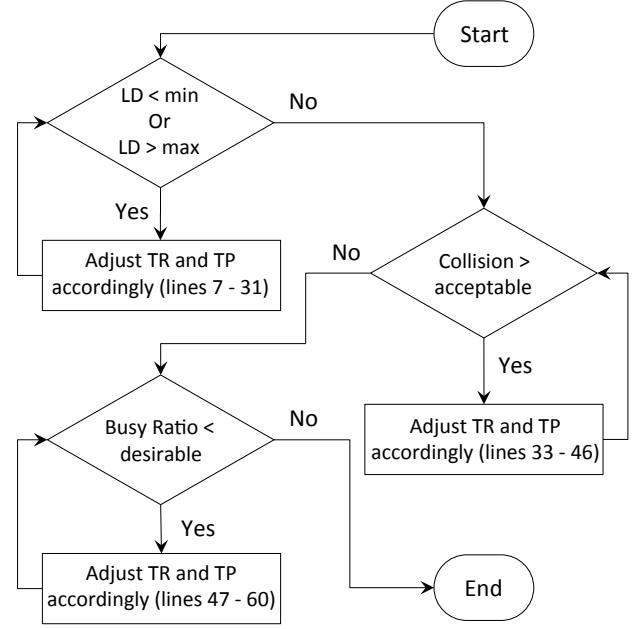 Start
LD < min
Or
LD > max
No
Yes
Adjust TR and TP
accordingly (lines 7 - 31)
Collision >
acceptable
No
Yes
Adjust TR and TP
accordingly (lines 33 - 46)
Busy Ratio <
desirable
No
Yes
Adjust TR and TP
accordingly (lines 47 - 60)
End